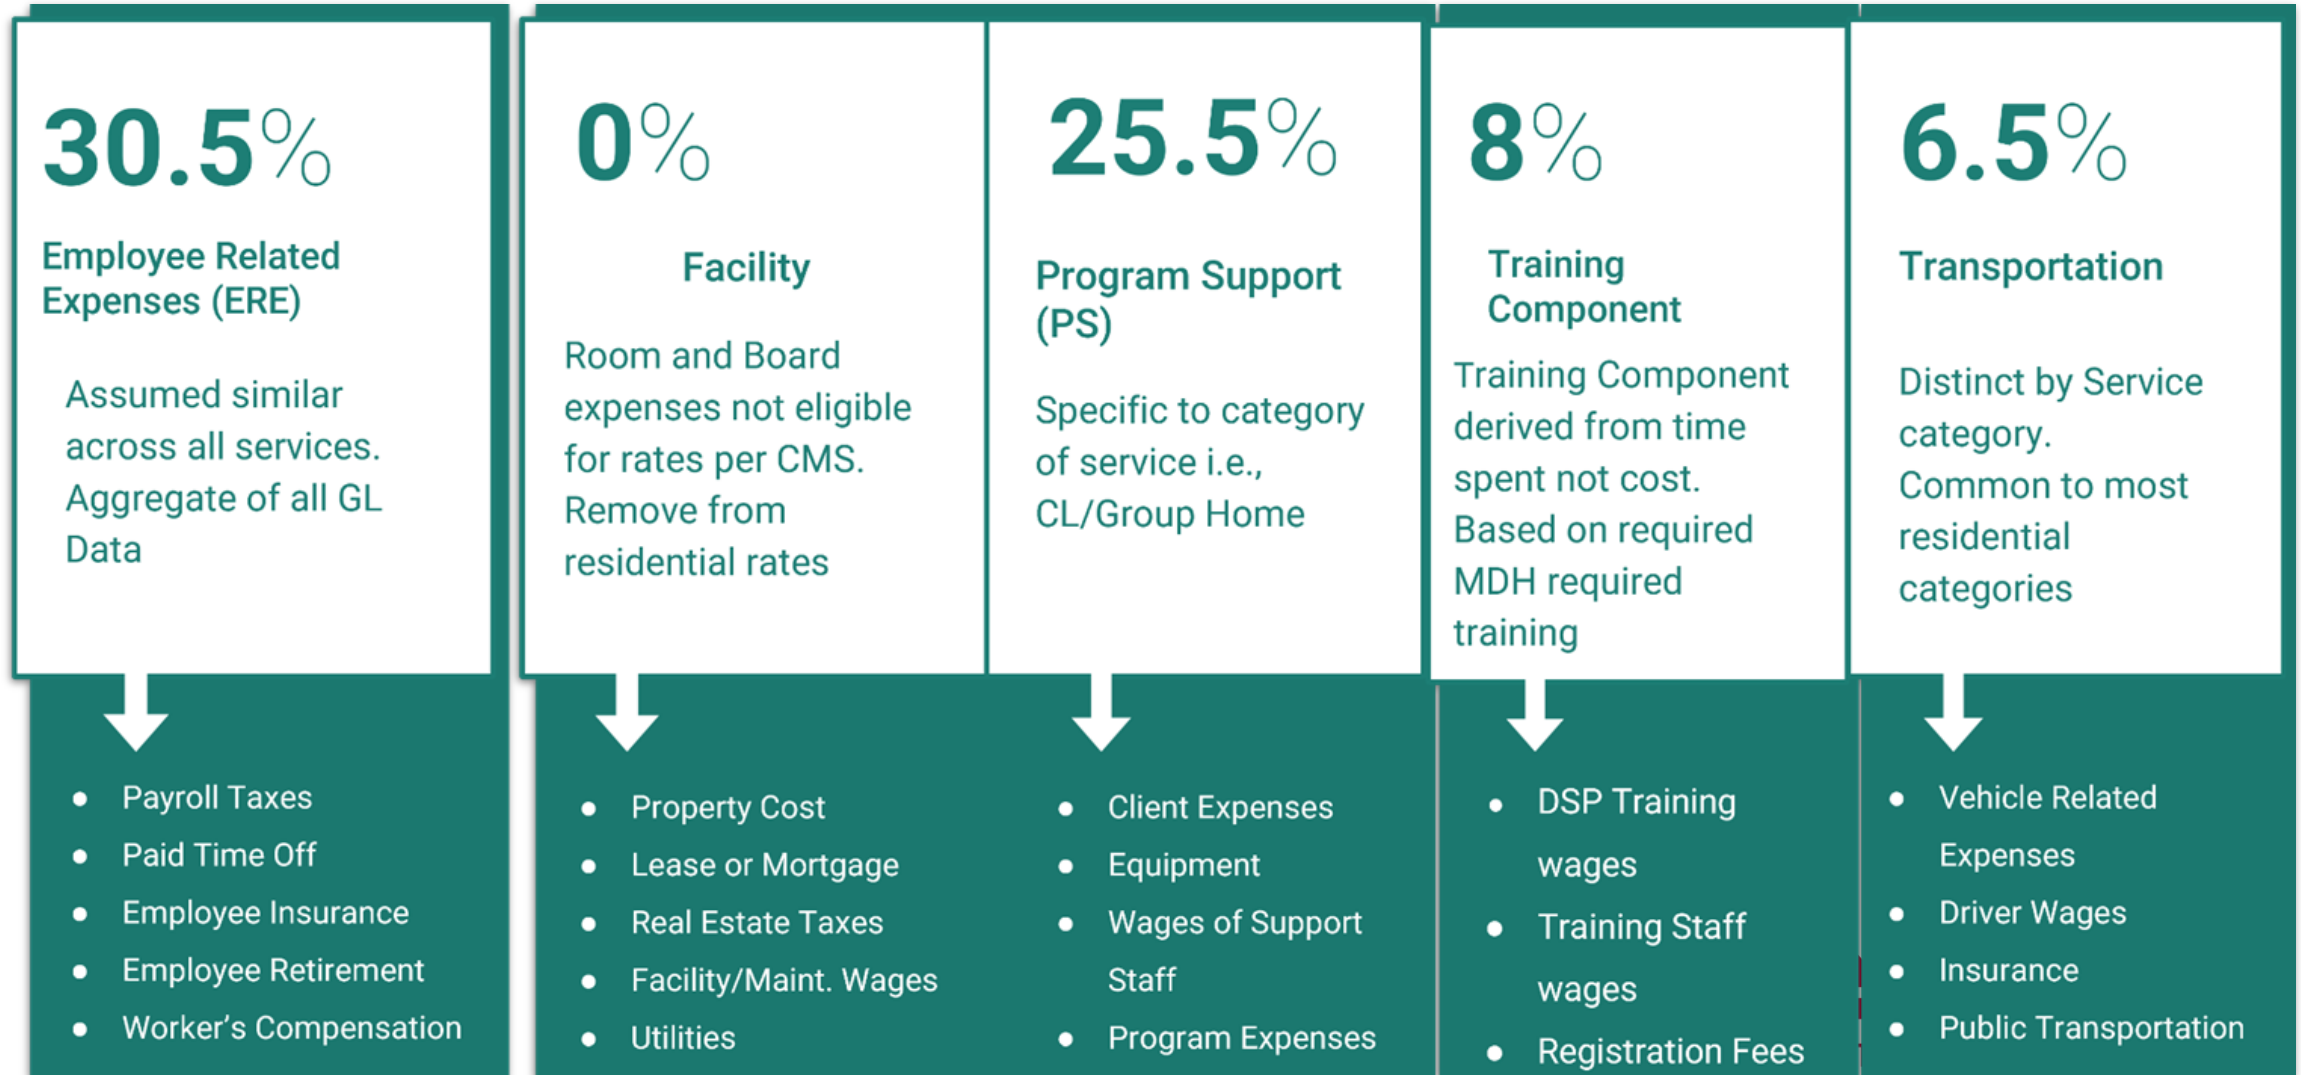 30.5%
Employee Related
Expenses (ERE)
Assumed similar
across all services.
Aggregate of all GL
Data
● Payroll Taxes
● Paid Time Off
● Employee Insurance
● Employee Retirement
● Worker's Compensation
0%
Facility
Room and Board
expenses not eligible
for rates per CMS.
Remove from
residential rates
● Property Cost
● Lease or Mortgage
● Real Estate Taxes
● Facility/Maint. Wages
● Utilities
25.5%
Program Support
(PS)
Specific to category
of service i.e.,
CL/Group Home
● Client Expenses
● Equipment
● Wages of Support
Staff
● Program Expenses
8%
Training
Component
Training Component
derived from time
spent not cost.
Based on required
MDH required
training
● DSP Training
wages
● Training Staff
wages
● Registration Fees
6.5%
Transportation
Distinct by Service
category.
Common to most
residential
categories
● Vehicle Related
Expenses
● Driver Wages
● Insurance
● Public Transportation